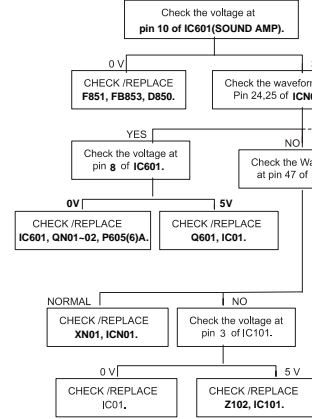 Check the voltage at
pin 10 of IC601(SOUND AMP).
0 V
CHECK /REPLACE
F851, FB853, D850.
Check the
Pin 24,25 of
YES
NO
Check the voltage at
pin 8 of IC601.
Check the
at pin 47 of
0V
5V
CHECK /REPLACE
IC601, QN01~02, P605(6)A.
CHECK /REPLACE
Q601, IC01.
NORMAL
NO
CHECK /REPLACE
XN01, ICN01.
Check the voltage at
pin 3 of IC101.
0 V
5 V
CHECK /REPLACE
IC01.
CHECK /REPLACE
Z102, IC101.